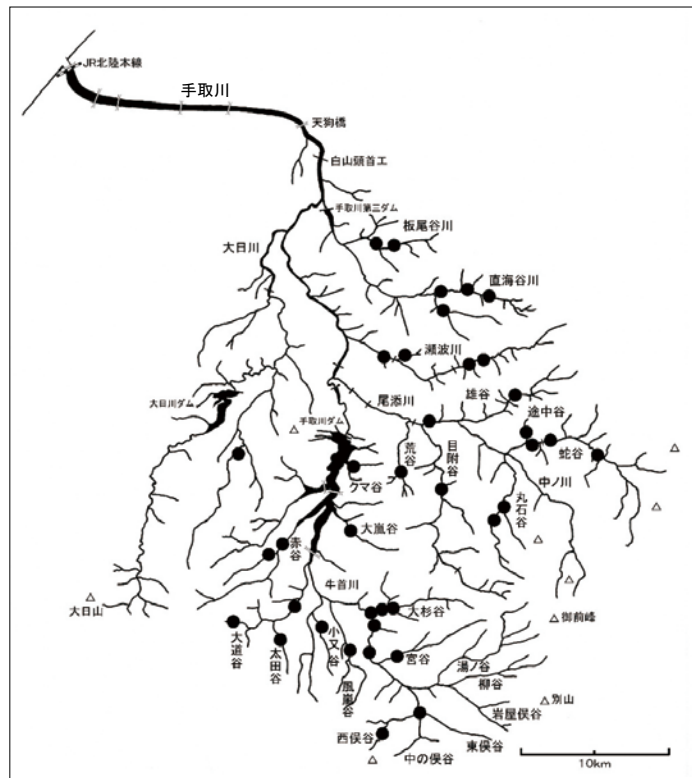 JR北陸本線
手取川
天狗橋
白山頭首工
手取川第三ダム
板尾谷川
大日川
直海谷川
瀬波川
尾添川
雄谷
途中谷
大日川ダム
手取川ダム
荒谷
目附谷
蛇谷
クマ谷
中ノ川
丸石谷
大嵐谷
赤谷
牛首川
大杉谷
大日山
御前峰
大道谷
太田谷
小又谷
風嵐谷
宮谷
湯ノ谷
柳谷
別山
岩屋俣谷
西俣谷
東俣谷
中の俣谷
10km